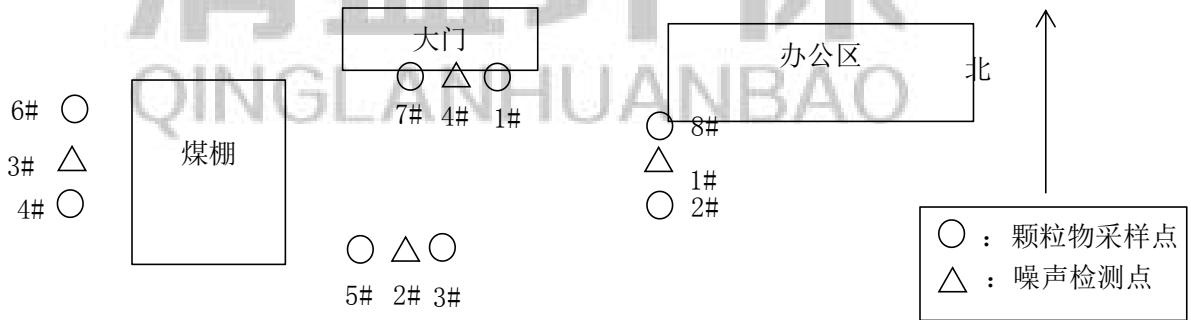 大门
办公区
北
QINGLANHUANBAO
6#
7# 4# 1#
8#
煤棚
3#
1#
4#
2#
5# 2# 3#
○ ： 颗粒物采样点
△ ： 噪声检测点